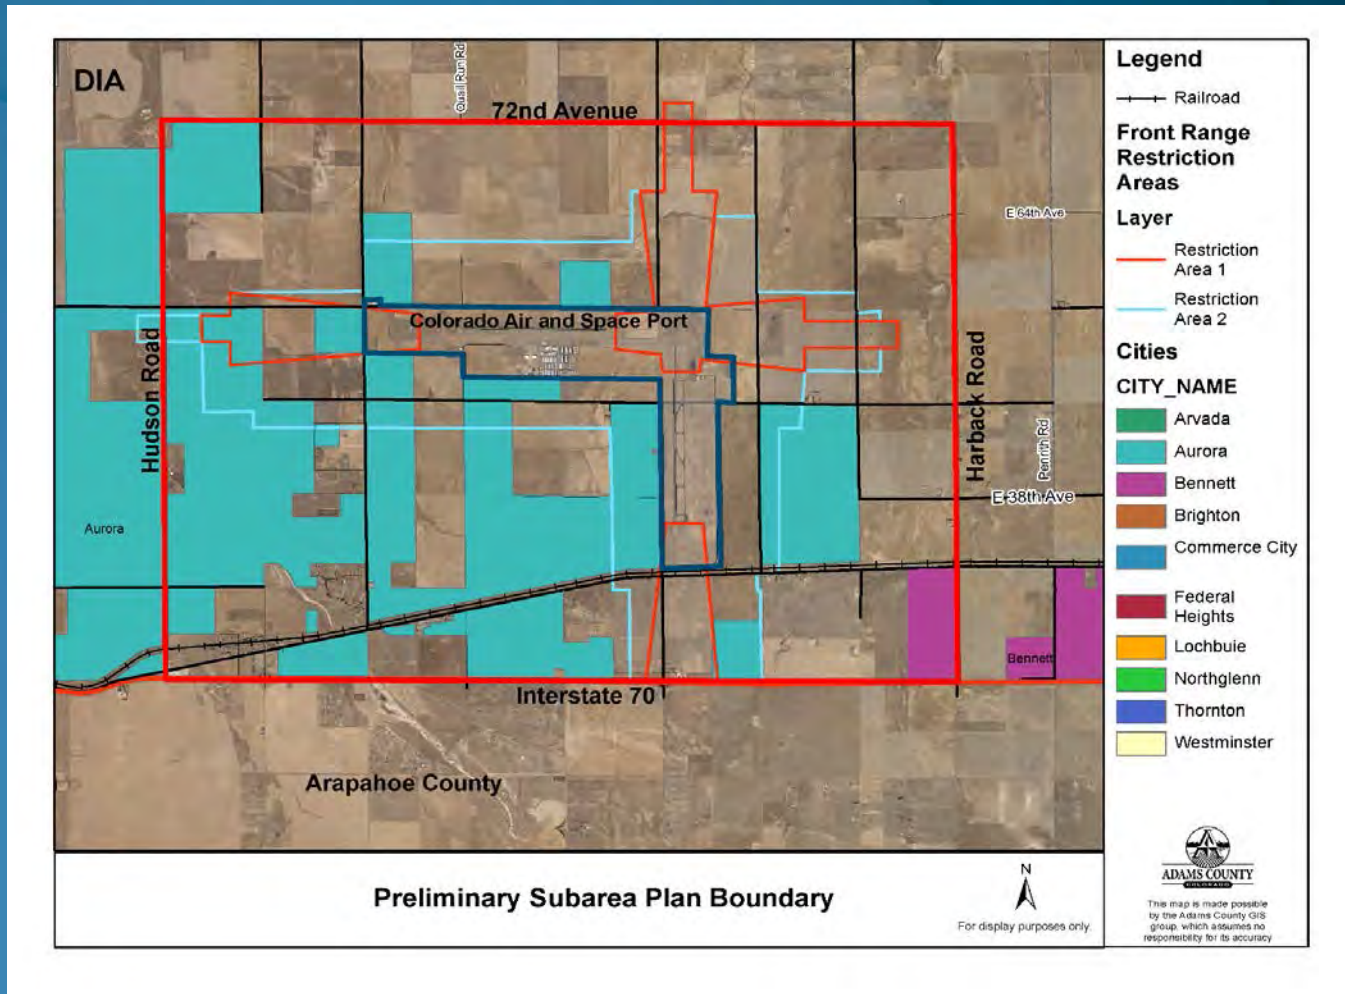 DIA
Quail Run Rd
72nd Avenue
E 64th Ave
Colorado Air and Space Port
Hudson Road
Harback Road
Penrith Rd
E 38th Ave
Aurora
Bennett
Interstate 70
Arapahoe County
Legend
Railroad
Front Range
Restriction
Areas
Layer
Restriction
Area 1
Restriction
Area 2
Cities
CITY_NAME
Arvada
Aurora
Bennett
Brighton
Commerce City
Federal
Heights
Lochbuie
Northglenn
Thornton
Westminster
Preliminary Subarea Plan Boundary
N
For display purposes only.
ADAMS COUNTY
COLORADO
This map is made possible
by the Adams County GIS
group, which assumes no
responsibility for its accuracy